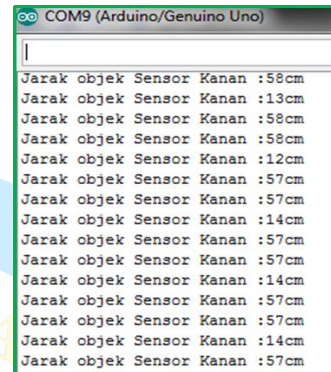 COM9 (Arduino/Genuino Uno)
Jarak objek Sensor Kanan :58cm
Jarak objek Sensor Kanan :13cm
Jarak objek Sensor Kanan :58cm
Jarak objek Sensor Kanan :58cm
Jarak objek Sensor Kanan :12cm
Jarak objek Sensor Kanan :57cm
Jarak objek Sensor Kanan :57cm
Jarak objek Sensor Kanan :14cm
Jarak objek Sensor Kanan :57cm
Jarak objek Sensor Kanan :57cm
Jarak objek Sensor Kanan :14cm
Jarak objek Sensor Kanan :57cm
Jarak objek Sensor Kanan :57cm
Jarak objek Sensor Kanan :14cm
Jarak objek Sensor Kanan :57cm